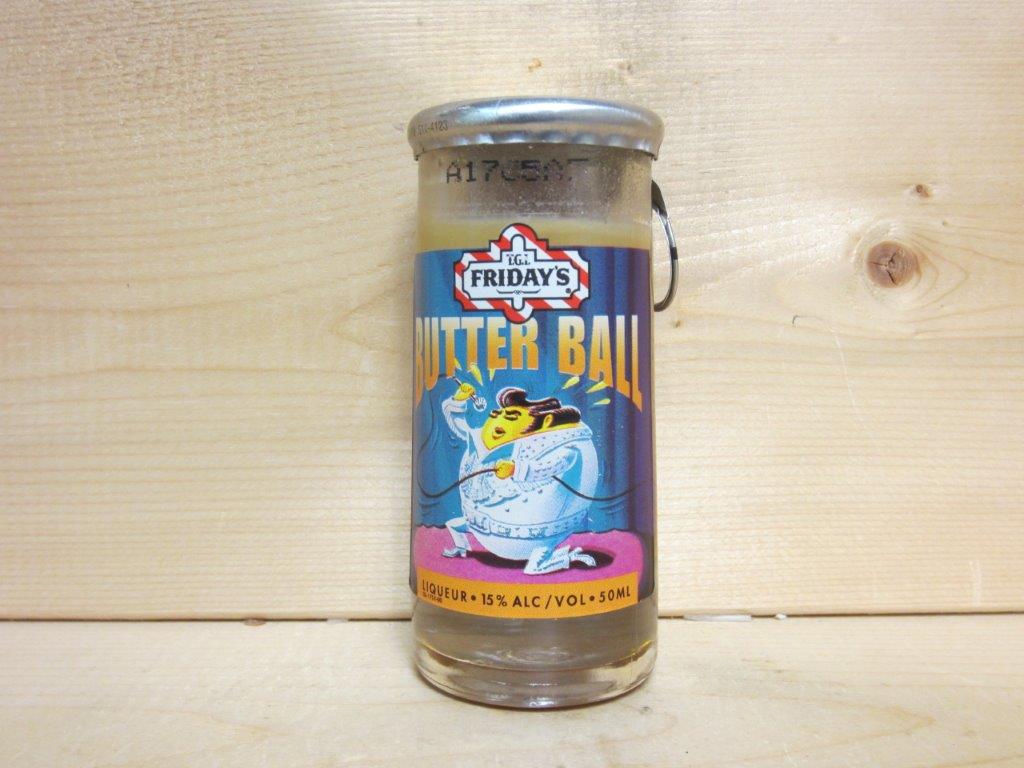 T.G.I.
FRIDAY'S
BUTTER BALL
LIQUEUR • 15% ALC/VOL • 50ML